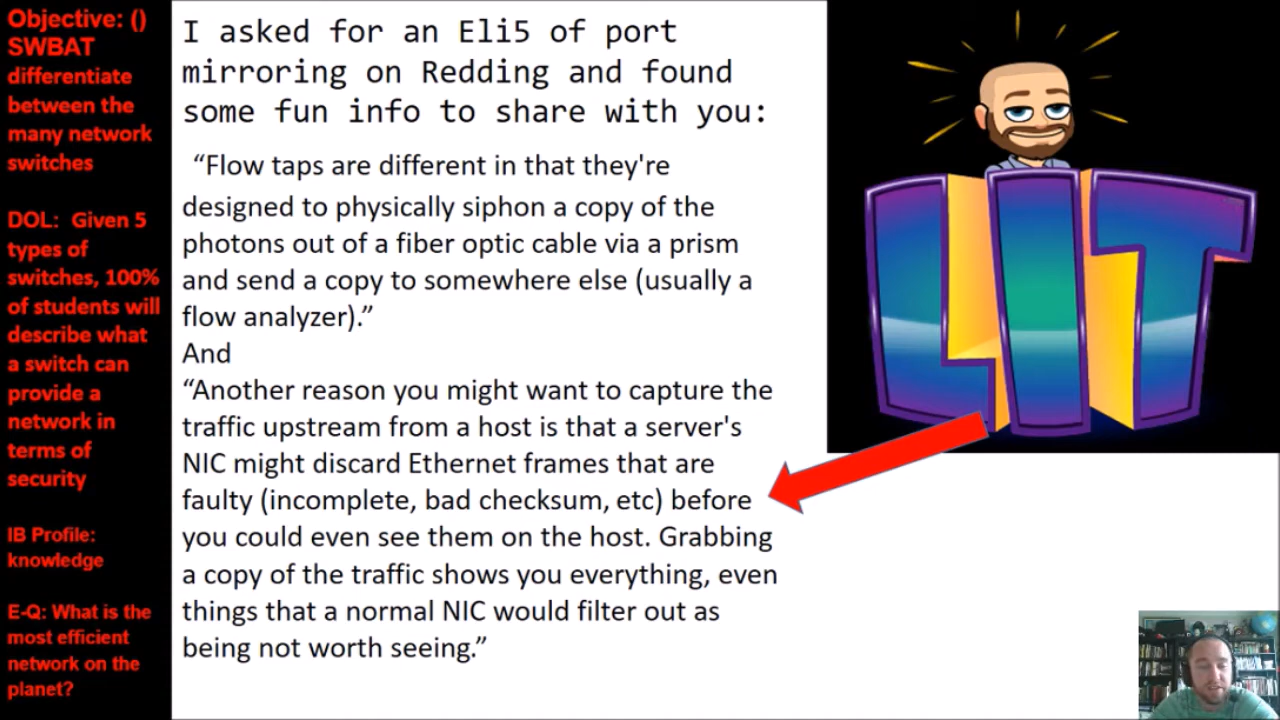 Objective: ()
SWBAT
differentiate
between the
many network
switches
DOL:  Given 5
types of
switches, 100%
of students will
describe what
a switch can
provide a
network in
terms of
security
IB Profile:
knowledge
E-Q: What is the
most efficient
network on the
planet?
I asked for an Eli5 of port
mirroring on Redding and found
some fun info to share with you:
“Flow taps are different in that they're
designed to physically siphon a copy of the
photons out of a fiber optic cable via a prism
and send a copy to somewhere else (usually a
flow analyzer).”
And
“Another reason you might want to capture the
traffic upstream from a host is that a server's
NIC might discard Ethernet frames that are
faulty (incomplete, bad checksum, etc) before
you could even see them on the host. Grabbing
a copy of the traffic shows you everything, even
things that a normal NIC would filter out as
being not worth seeing.”
LIT